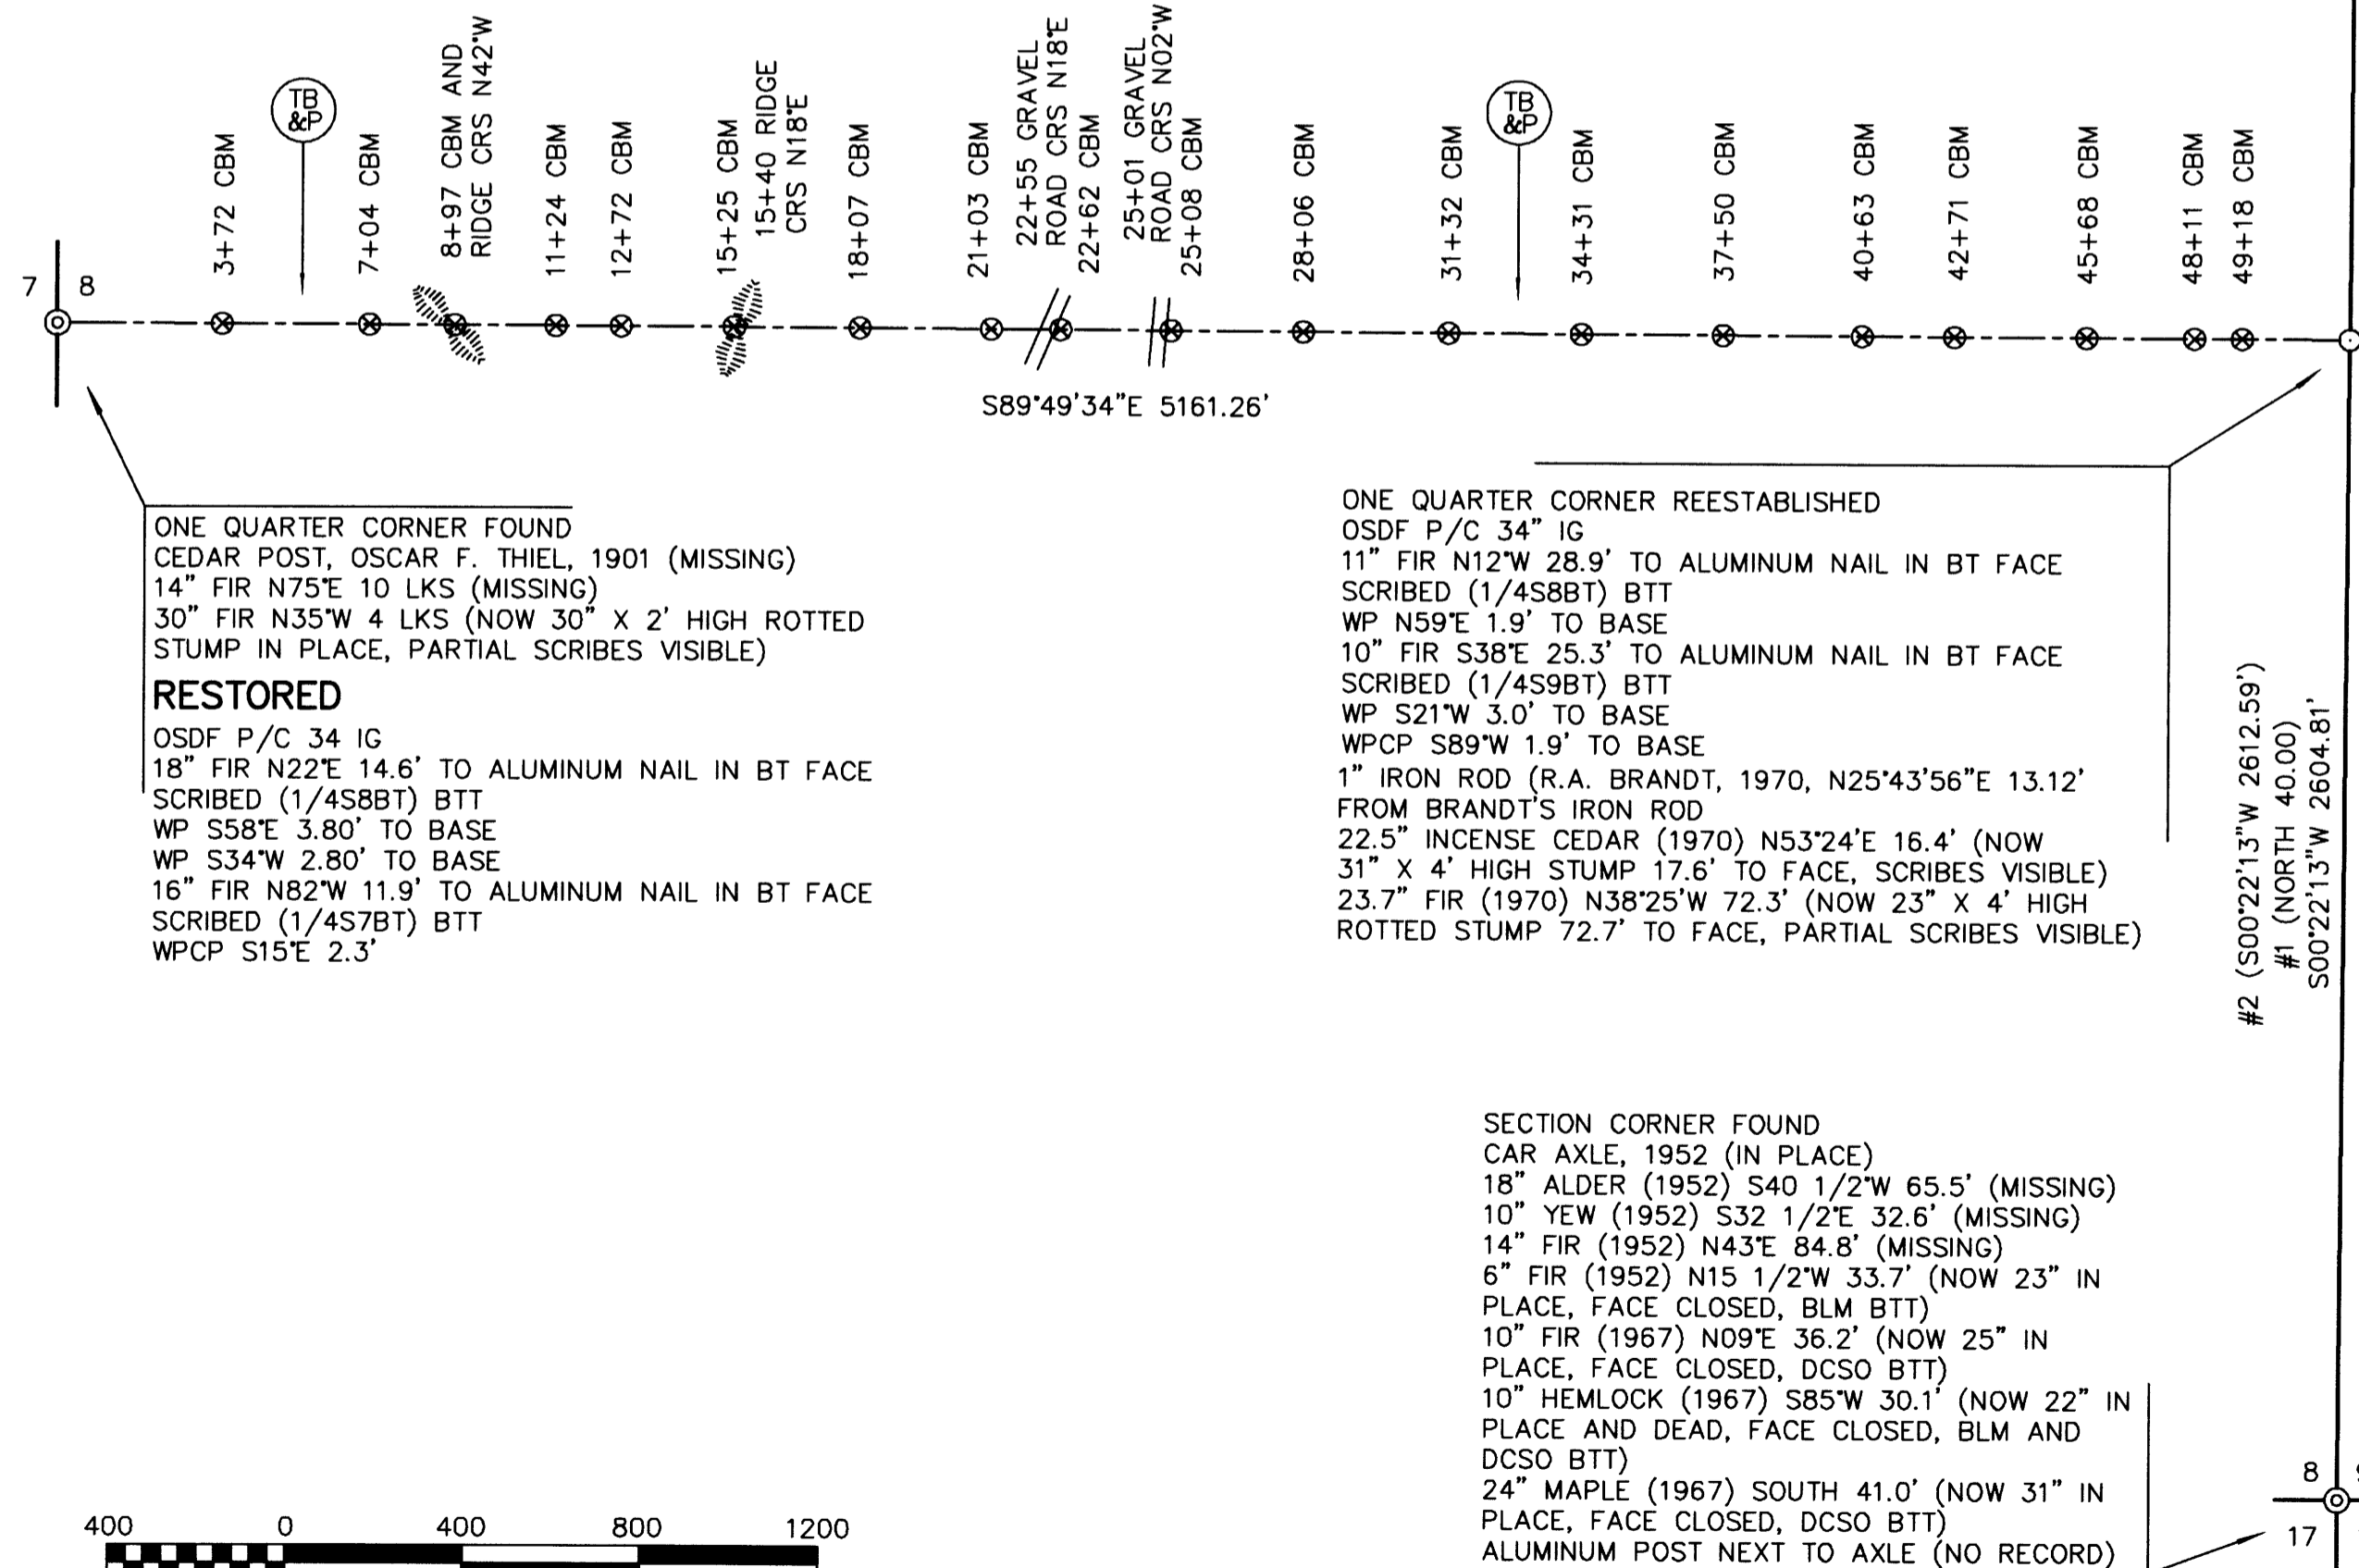 TB
&P
TB
&P
3+72 CBM
7+04 CBM
8+97 CBM AND
RIDGE CRS N42°W
11+24 CBM
12+72 CBM
15+25 CBM
15+40 RIDGE
CRS N18°E
18+07 CBM
21+03 CBM
22+55 GRAVEL
ROAD CRS N18°E
22+62 CBM
25+01 GRAVEL
ROAD CRS N02°W
25+08 CBM
28+06 CBM
31+32 CBM
34+31 CBM
37+50 CBM
40+63 CBM
42+71 CBM
45+68 CBM
48+11 CBM
49+18 CBM
7 8
S89°49'34"E 5161.26'
ONE QUARTER CORNER FOUND
CEDAR POST, OSCAR F. THIEL, 1901 (MISSING)
14" FIR N75°E 10 LKS (MISSING)
30" FIR N35°W 4 LKS (NOW 30" X 2' HIGH ROTTED
STUMP IN PLACE, PARTIAL SCRIBES VISIBLE)
RESTORED
OSDF P/C 34 IG
18" FIR N22°E 14.6' TO ALUMINUM NAIL IN BT FACE
SCRIBED (1/4S8BT) BTT
WP S58°E 3.80' TO BASE
WP S34°W 2.80' TO BASE
16" FIR N82°W 11.9' TO ALUMINUM NAIL IN BT FACE
SCRIBED (1/4S7BT) BTT
WPCP S15°E 2.3'
ONE QUARTER CORNER REESTABLISHED
OSDF P/C 34" IG
11" FIR N12°W 28.9' TO ALUMINUM NAIL IN BT FACE
SCRIBED (1/4S8BT) BTT
WP N59°E 1.9' TO BASE
10" FIR S38°E 25.3' TO ALUMINUM NAIL IN BT FACE
SCRIBED (1/4S9BT) BTT
WP S21°W 3.0' TO BASE
WPCP S89°W 1.9' TO BASE
1" IRON ROD (R.A. BRANDT, 1970, N25°43'56"E 13.12'
FROM BRANDT'S IRON ROD
22.5" INCENSE CEDAR (1970) N53°24'E 16.4' (NOW
31" X 4' HIGH STUMP 17.6' TO FACE, SCRIBES VISIBLE)
23.7" FIR (1970) N38°25'W 72.3' (NOW 23" X 4' HIGH
ROTTED STUMP 72.7' TO FACE, PARTIAL SCRIBES VISIBLE)
#2 (S00°22'13"W 2612.59')
#1 (NORTH 40.00)
S00°22'13"W 2604.81'
SECTION CORNER FOUND
CAR AXLE, 1952 (IN PLACE)
18" ALDER (1952) S40 1/2°W 65.5' (MISSING)
10" YEW (1952) S32 1/2°E 32.6' (MISSING)
14" FIR (1952) N43°E 84.8' (MISSING)
6" FIR (1952) N15 1/2°W 33.7' (NOW 23" IN
PLACE, FACE CLOSED, BLM BTT)
10" FIR (1967) N09°E 36.2' (NOW 25" IN
PLACE, FACE CLOSED, DCSO BTT)
10" HEMLOCK (1967) S85°W 30.1' (NOW 22" IN
PLACE AND DEAD, FACE CLOSED, BLM AND
DCSO BTT)
24" MAPLE (1967) SOUTH 41.0' (NOW 31" IN
PLACE, FACE CLOSED, DCSO BTT)
ALUMINUM POST NEXT TO AXLE (NO RECORD)
8
17
400 0 400 800 1200